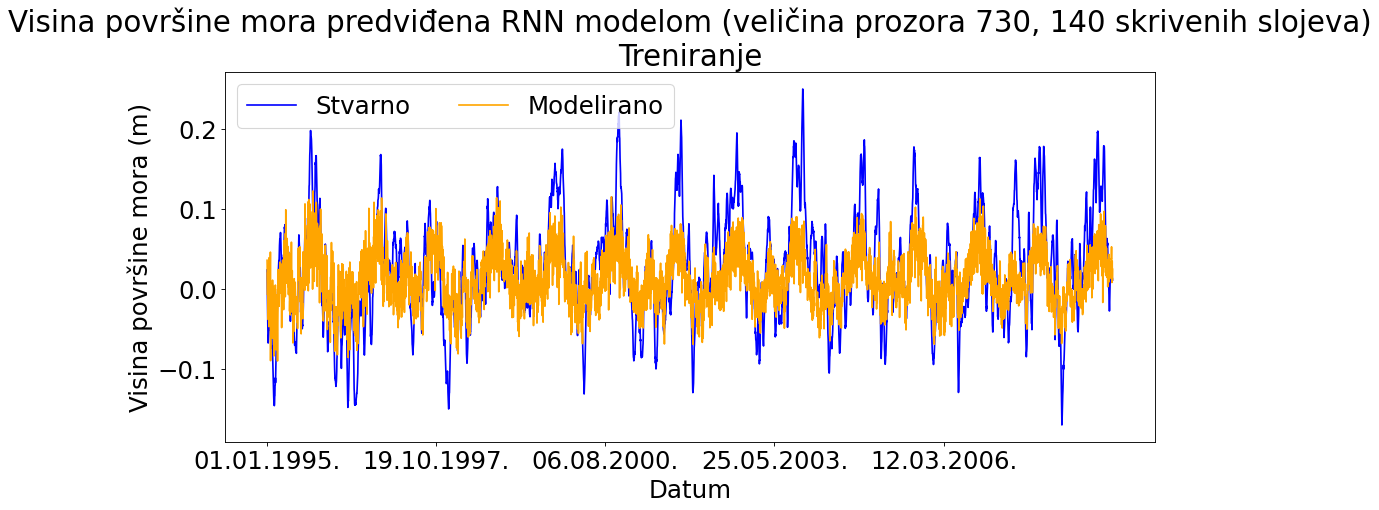 Visina površine mora predviđena RNN modelom (veličina prozora 730, 140 skrivenih slojeva)
Treniranje
Stvarno Modelirano
Visina površine mora (m)
0.2
0.1
0.0
−0.1
01.01.1995. 19.10.1997. 06.08.2000. 25.05.2003. 12.03.2006.
Datum